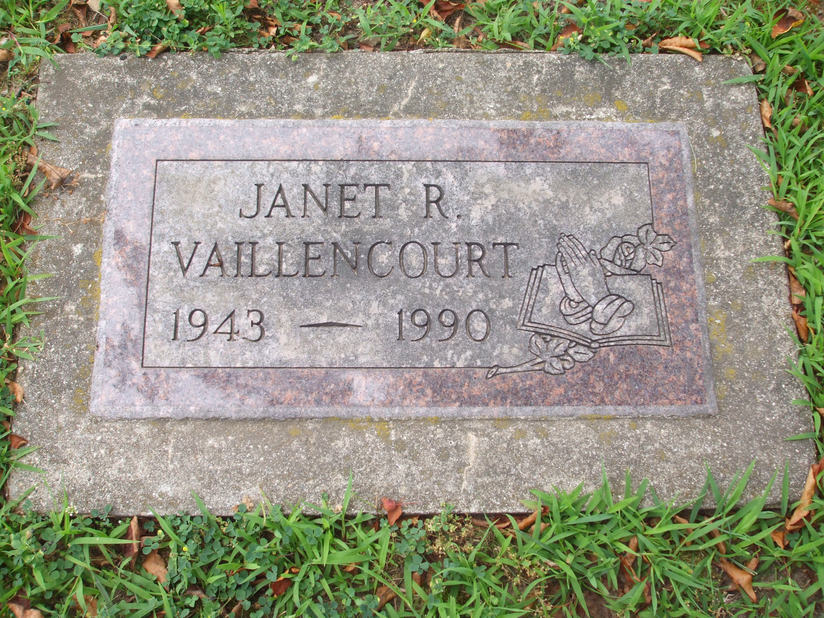 JANET R.
VAILLENCOURT
1943 — 1990